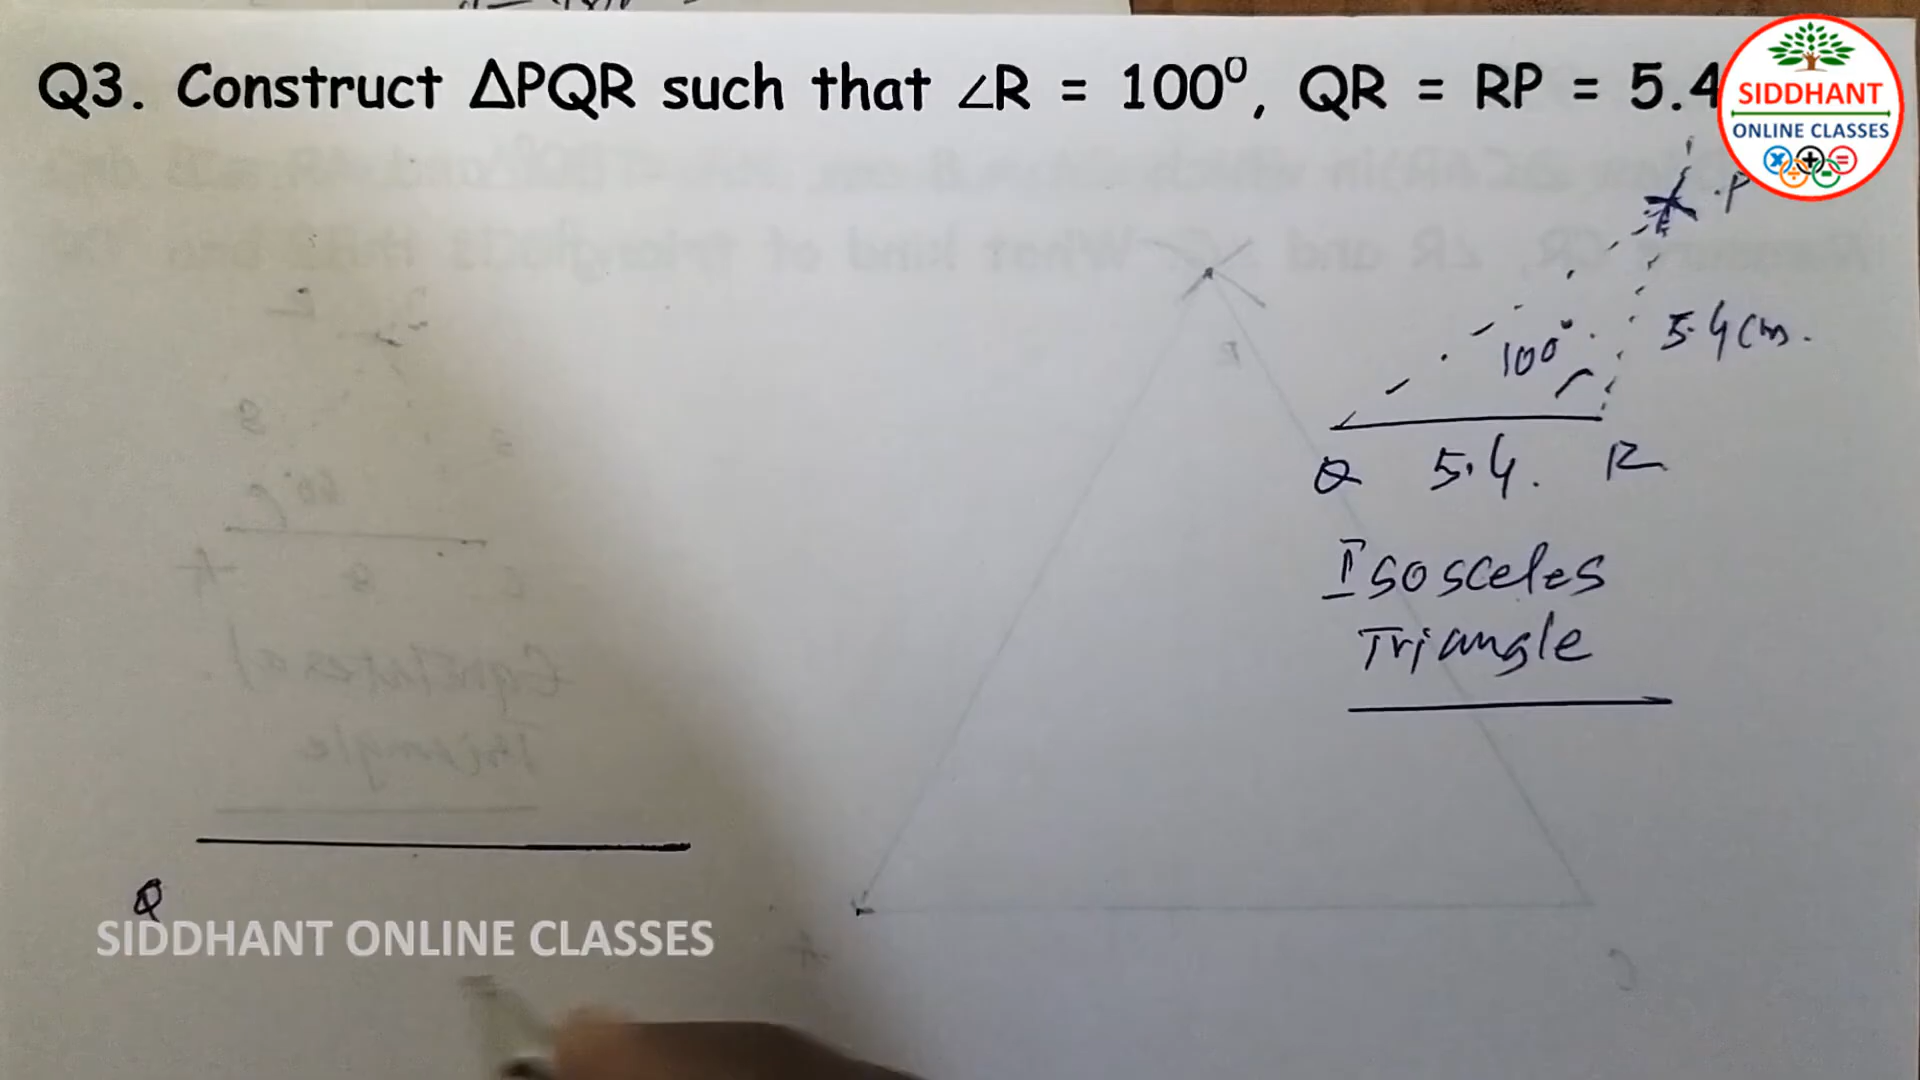 Q3. Construct ΔPQR such that ∠R = 100⁰, QR = RP = 5.4
SIDDHANT
ONLINE CLASSES
.P
100°
5.4cm.
Q 5.4. R
Isosceles
Triangle
Q
SIDDHANT ONLINE CLASSES